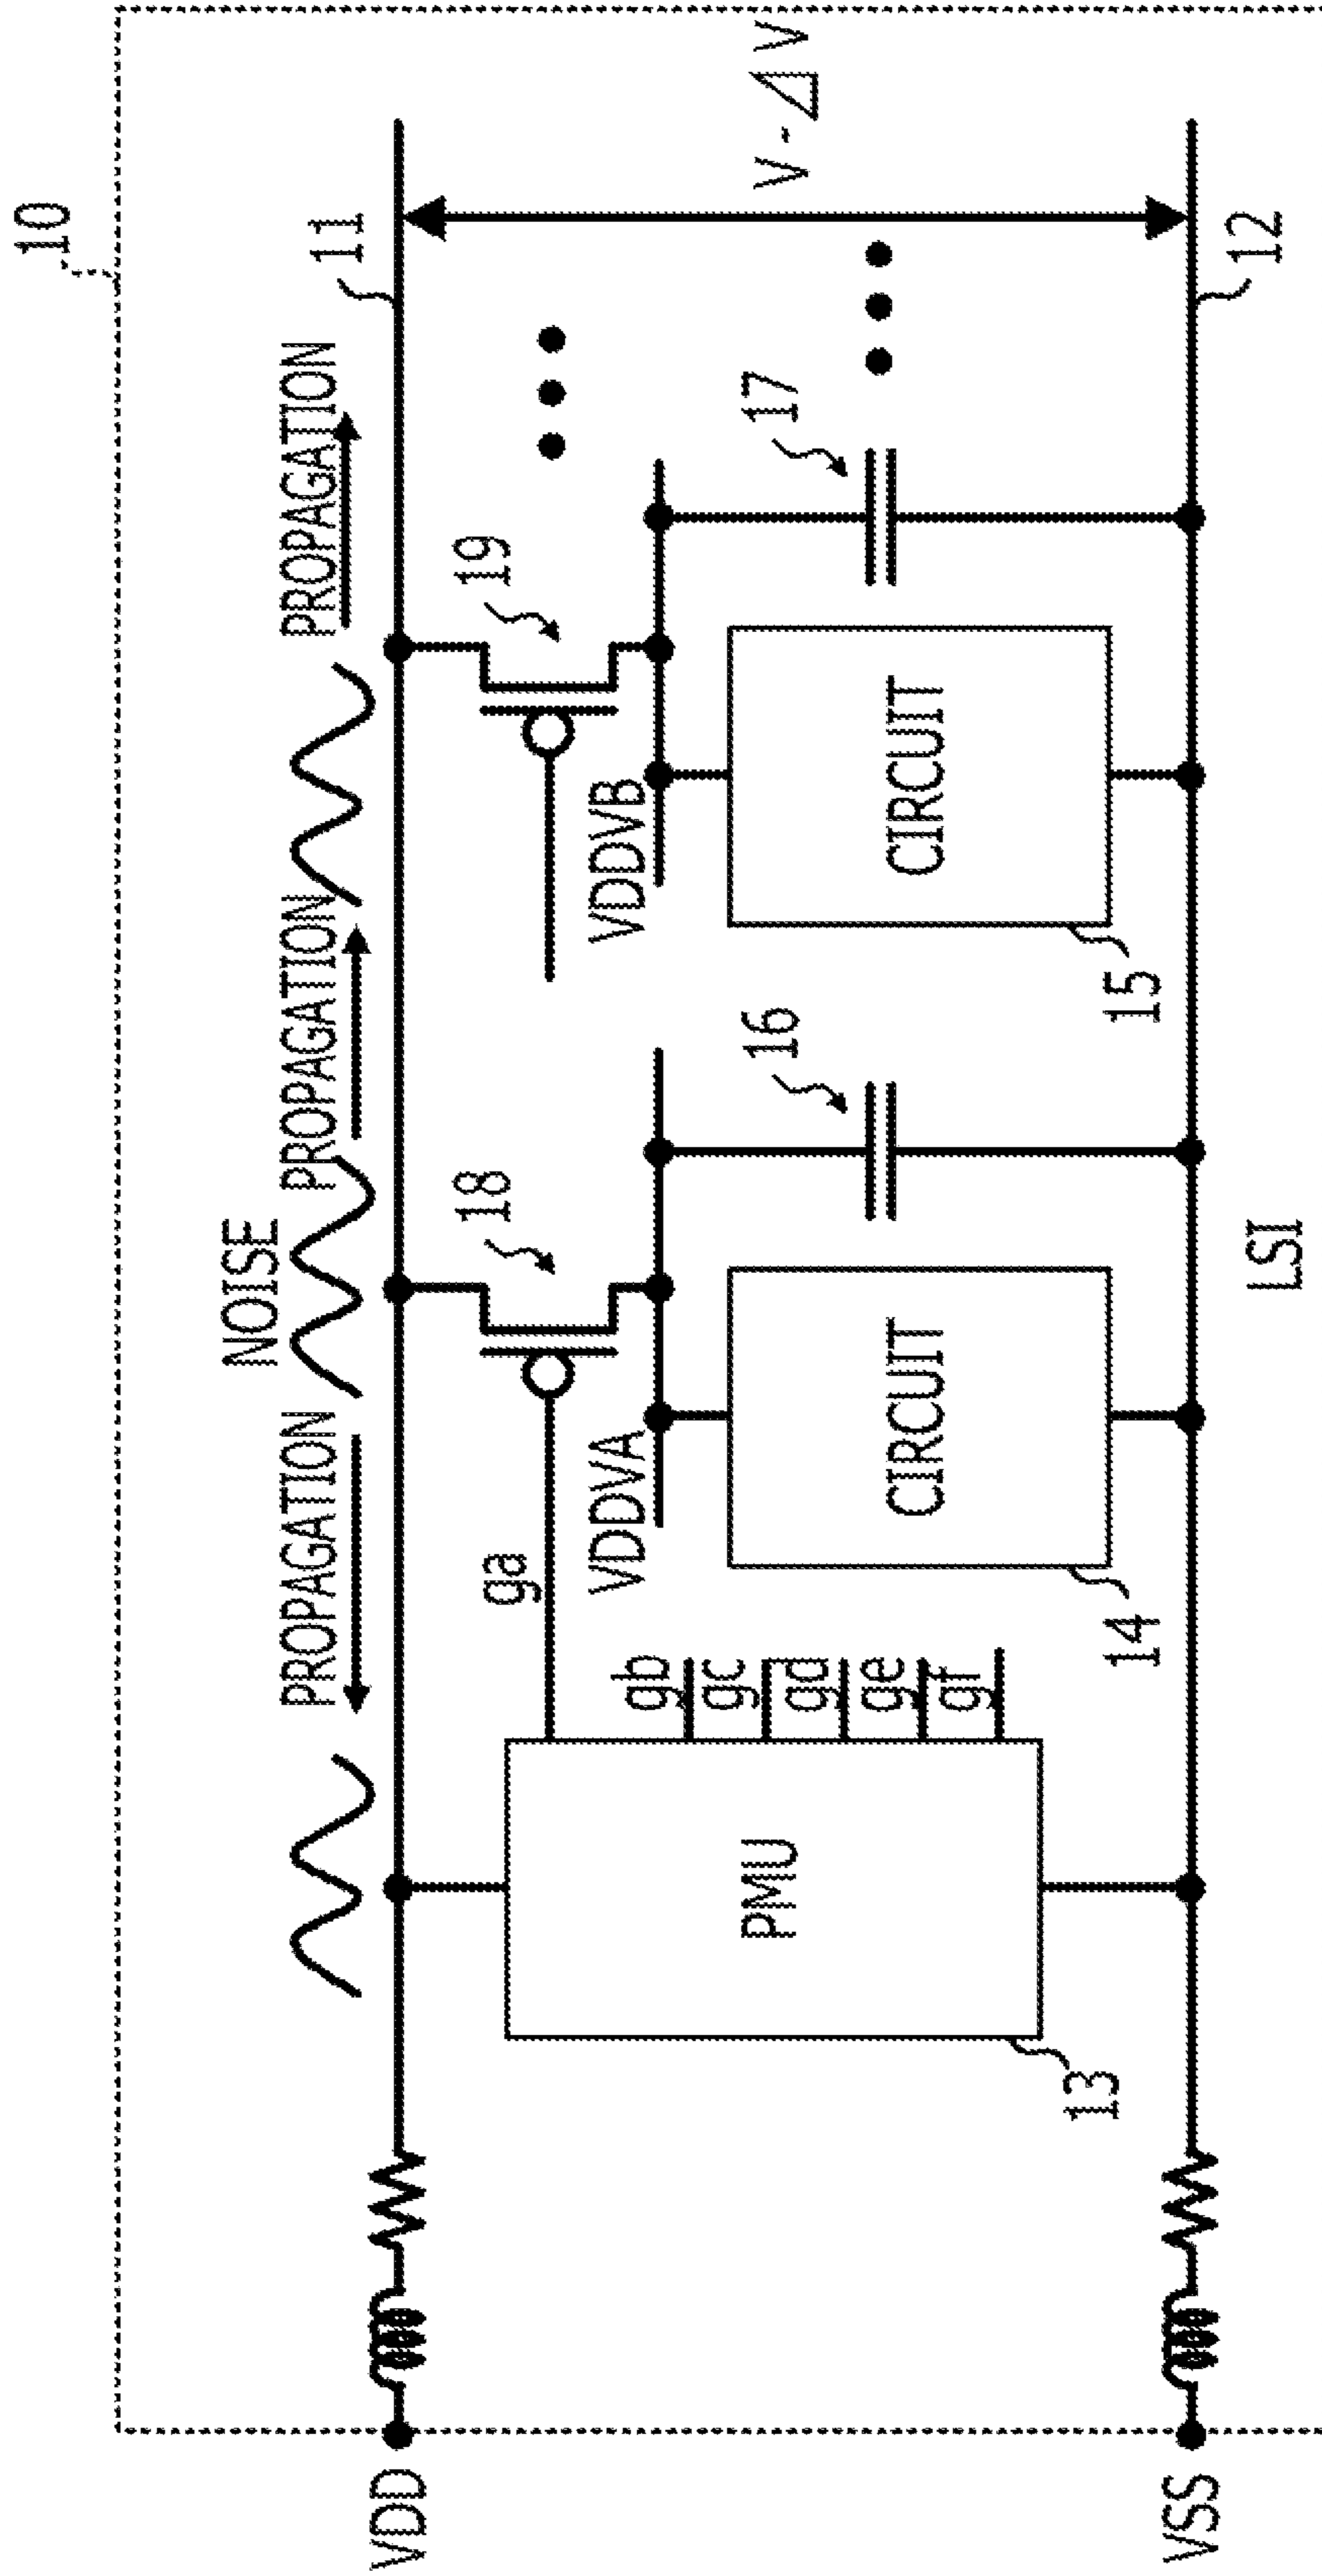 10
NOISE
PROPAGATION
PROPAGATION
PROPAGATION
11
VDD
18
19
ga
VDDVA
VDDVB
gb
gc
gd
ge
gf
16
17
V-ΔV
PMU
CIRCUIT
CIRCUIT
13
14
15
VSS
12
LSI